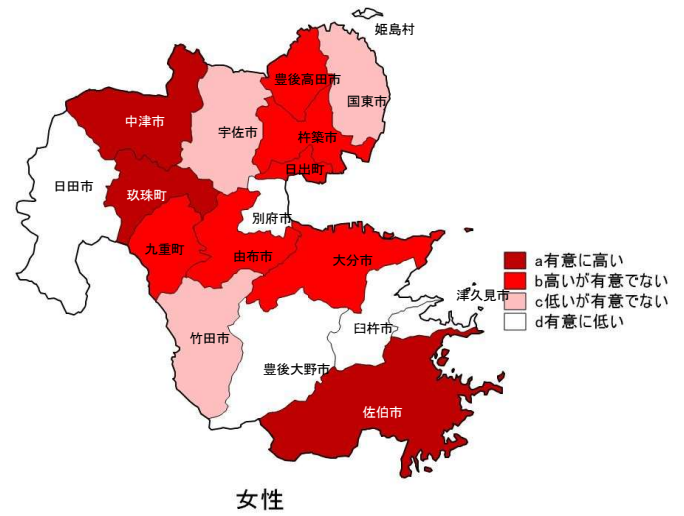 姫島村
豊後高田市
国東市
中津市
宇佐市
杵築市
日出町
日田市
玖珠町
別府市
九重町
由布市
大分市
a有意に高い
b高いが有意でない
c低いが有意でない
d有意に低い
津久見市
臼杵市
竹田市
豊後大野市
佐伯市
女性